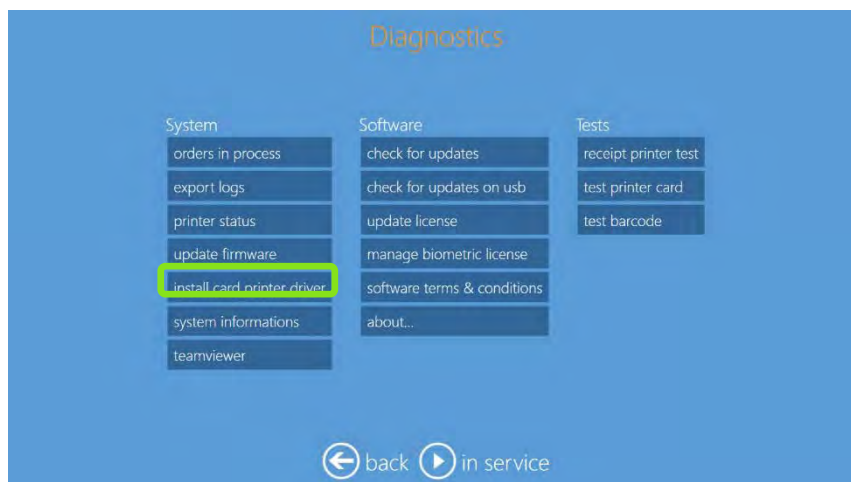 Diagnostics
System
orders in process
export logs
printer status
update firmware
install card printer driver
system informations
teamviewer
Software
check for updates
check for updates on usb
update license
manage biometric license
software terms & conditions
about...
Tests
receipt printer test
test printer card
test barcode
back in service